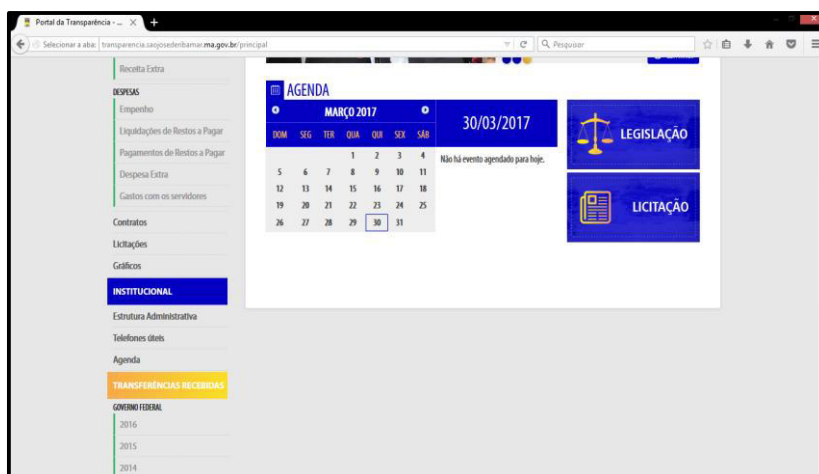 Portal da Transparência - ...
Selecionar a aba: transparencia.saojosederibamar.ma.gov.br/principal
Pesquisar
Receita Extra
DESPESAS
Empenho
Liquidações de Restos a Pagar
Pagamentos de Restos a Pagar
Despesa Extra
Gastos com os servidores
Contratos
Licitações
Gráficos
INSTITUCIONAL
Estrutura Administrativa
Telefones úteis
Agenda
TRANSFERÊNCIAS RECEBIDAS
GOVERNO FEDERAL
2016
2015
2014
AGENDA
MARÇO 2017
DOM SEG TER QUA QUI SEX SÁB
1 2 3 4
5 6 7 8 9 10 11
12 13 14 15 16 17 18
19 20 21 22 23 24 25
26 27 28 29 30 31
30/03/2017
Não há evento agendado para hoje.
LEGISLAÇÃO
LICITAÇÃO